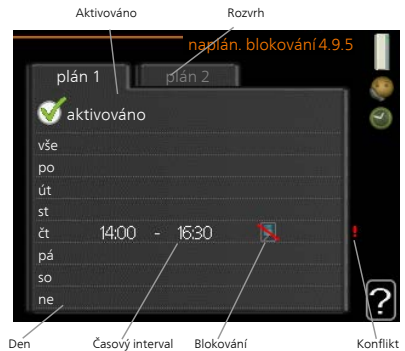 Aktivováno Rozvrh
naplán. blokování 4.9.5
plán 1 plán 2
aktivováno
vše
po
út
st
čt 14:00 - 16:30 !
pá
so
ne
?
Den Časový interval Blokování Konflikt